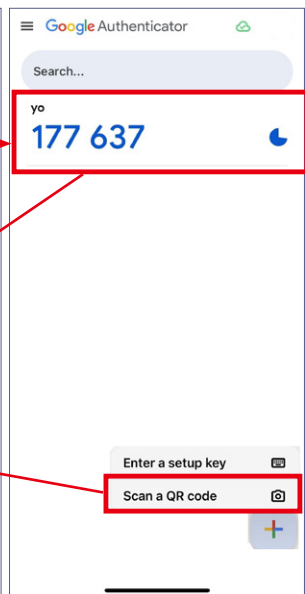 Google Authenticator
Search...
yo
177 637
Enter a setup key
Scan a QR code